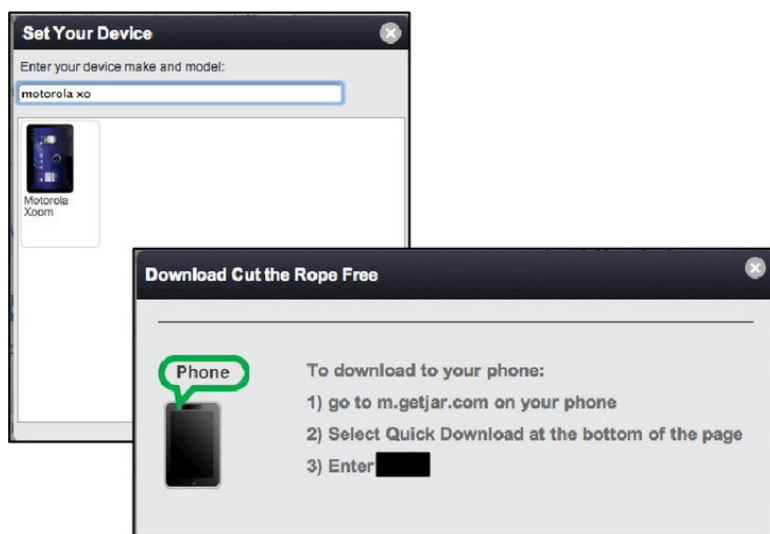 Set Your Device
Enter your device make and model:
motorola xo
Motorola
Xoom
Download Cut the Rope Free
Phone
To download to your phone:
1) go to m.getjar.com on your phone
2) Select Quick Download at the bottom of the page
3) Enter